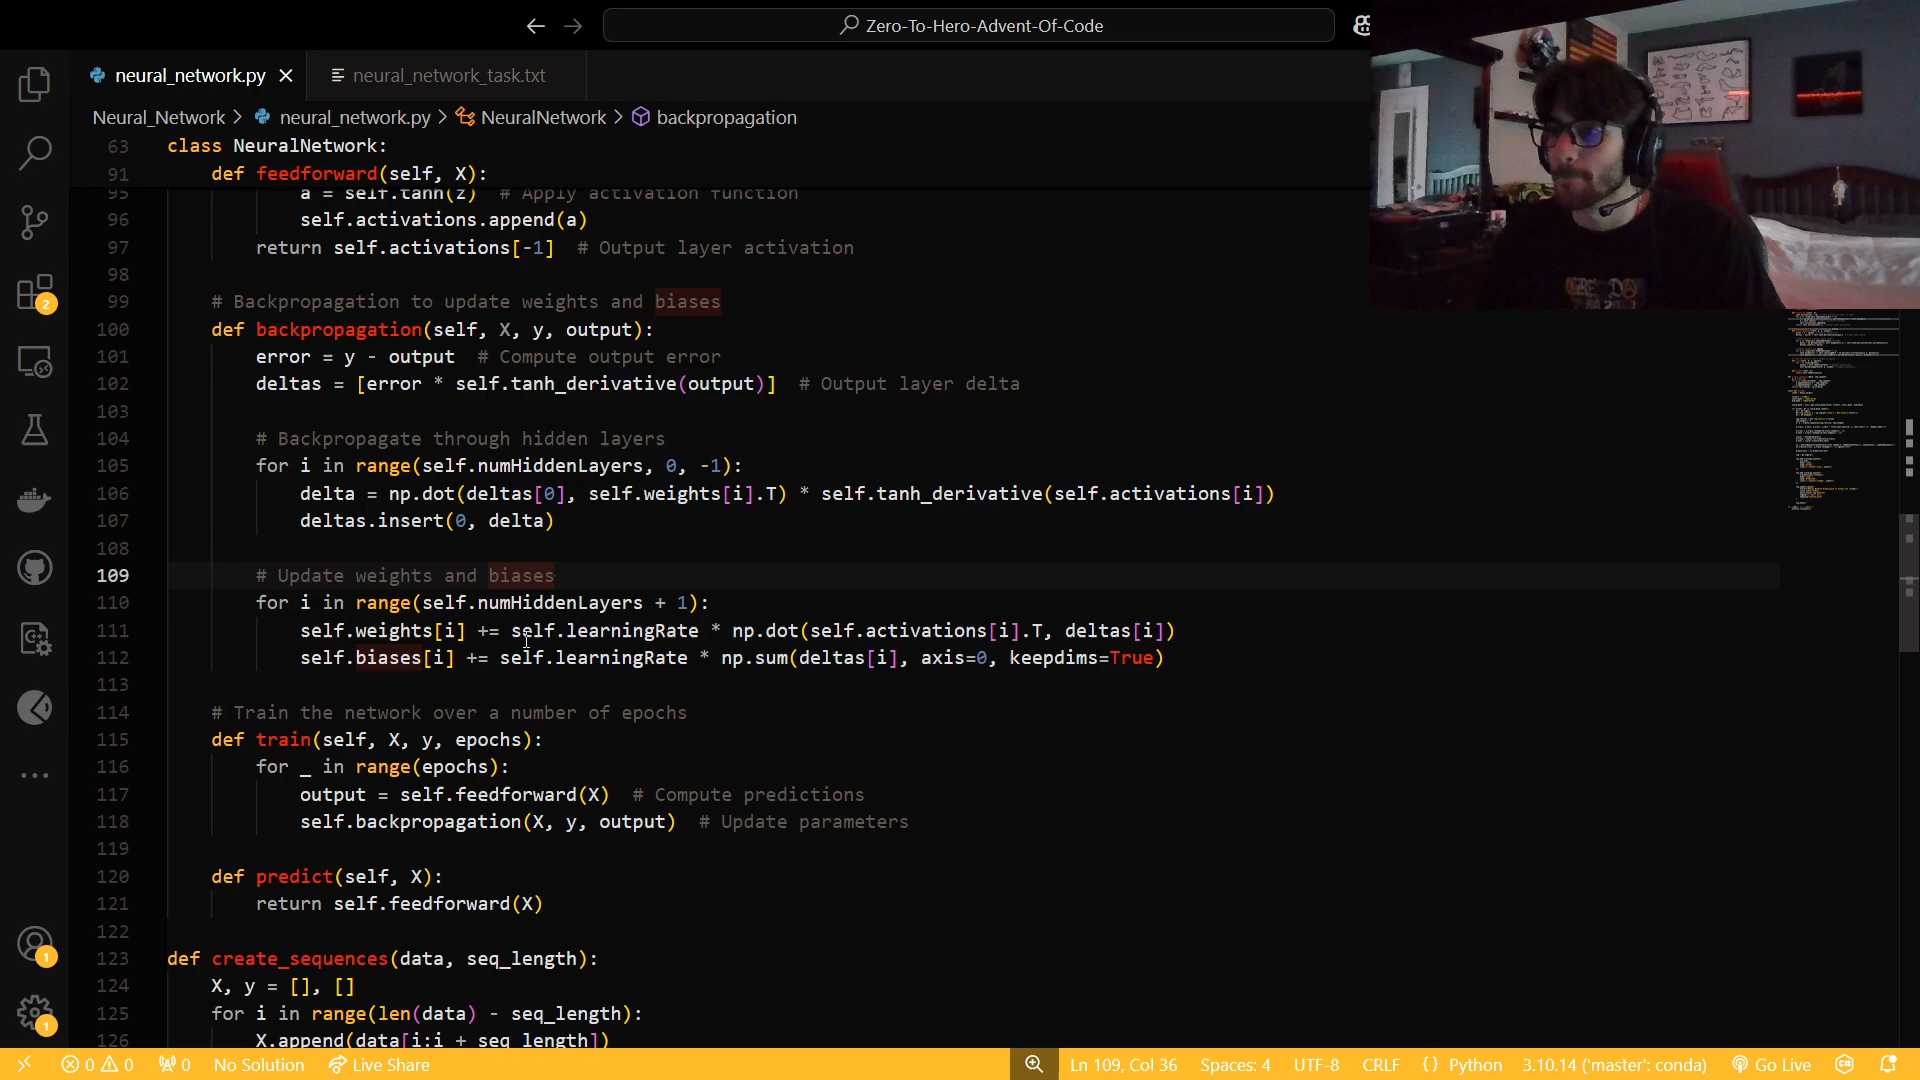 Zero-To-Hero-Advent-Of-Code
neural_network.py
neural_network_task.txt
Neural_Network > neural_network.py > NeuralNetwork > backpropagation
63 class NeuralNetwork:
91 def feedforward(self, X):
95 a = self.tanh(z) # Apply activation function
96 self.activations.append(a)
97 return self.activations[-1] # Output layer activation
98
99 # Backpropagation to update weights and biases
100 def backpropagation(self, X, y, output):
101 error = y - output # Compute output error
102 deltas = [error * self.tanh_derivative(output)] # Output layer delta
103
104 # Backpropagate through hidden layers
105 for i in range(self.numHiddenLayers, 0, -1):
106 delta = np.dot(deltas[0], self.weights[i].T) * self.tanh_derivative(self.activations[i])
107 deltas.insert(0, delta)
108
109 # Update weights and biases
110 for i in range(self.numHiddenLayers + 1):
111 self.weights[i] += self.learningRate * np.dot(self.activations[i].T, deltas[i])
112 self.biases[i] += self.learningRate * np.sum(deltas[i], axis=0, keepdims=True)
113
114 # Train the network over a number of epochs
115 def train(self, X, y, epochs):
116 for _ in range(epochs):
117 output = self.feedforward(X) # Compute predictions
118 self.backpropagation(X, y, output) # Update parameters
119
120 def predict(self, X):
121 return self.feedforward(X)
122
123 def create_sequences(data, seq_length):
124 X, y = [], []
125 for i in range(len(data) - seq_length):
126 X.append(data[i:i + seq_length])
2
1
1
0 0 0 No Solution Live Share Ln 109, Col 36 Spaces: 4 UTF-8 CRLF {} Python 3.10.14 ('master': conda) Go Live